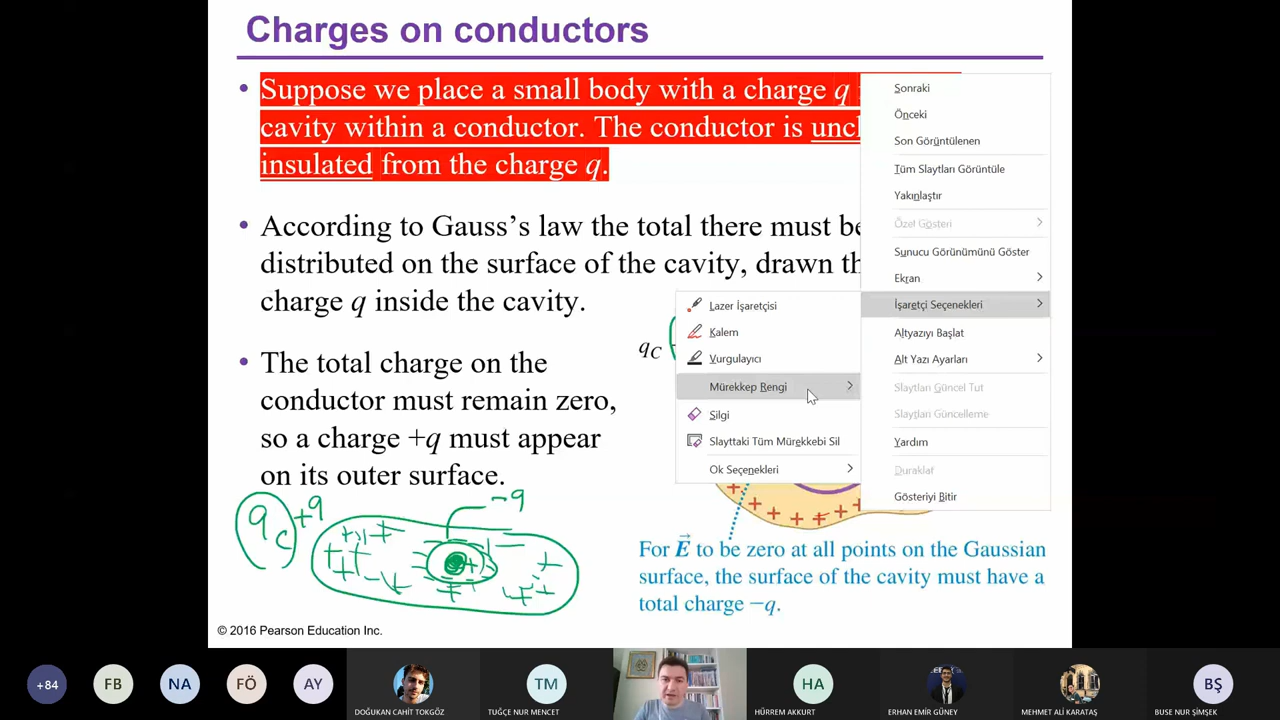 Charges on conductors
• Suppose we place a small body with a charge q
cavity within a conductor. The conductor is
insulated from the charge q.
• According to Gauss’s law the total there must be
distributed on the surface of the cavity, drawn
charge q inside the cavity.
• The total charge on the
conductor must remain zero,
so a charge +q must appear
on its outer surface.
qC
Sonraki
Önceki
Son Görüntülenen
Tüm Slaytları Görüntüle
Yakınlaştır
Özel Gösteri
Sunucu Görünümünü Göster
Ekran
İşaretçi Seçenekleri
Altyazıyı Başlat
Alt Yazı Ayarları
Slaytları Güncel Tut
Slaytları Güncelleme
Yardım
Duraklat
Gösteriyi Bitir
Lazer İşaretçisi
Kalem
Vurgulayıcı
Mürekkep Rengi
Silgi
Slayttaki Tüm Mürekkebi Sil
Ok Seçenekleri
qc +q
-q
For E⃗ to be zero at all points on the Gaussian
surface, the surface of the cavity must have a
total charge −q.
© 2016 Pearson Education Inc.
+84 FB NA FÖ AY TM HA BŞ
DOĞUKAN CAHİT TOKGÖZ TUĞÇE NUR MENCET HÜRREM AKKURT ERHAN EMİR GÜNEY MEHMET ALİ KARATAŞ BUSE NUR ŞİMŞEK